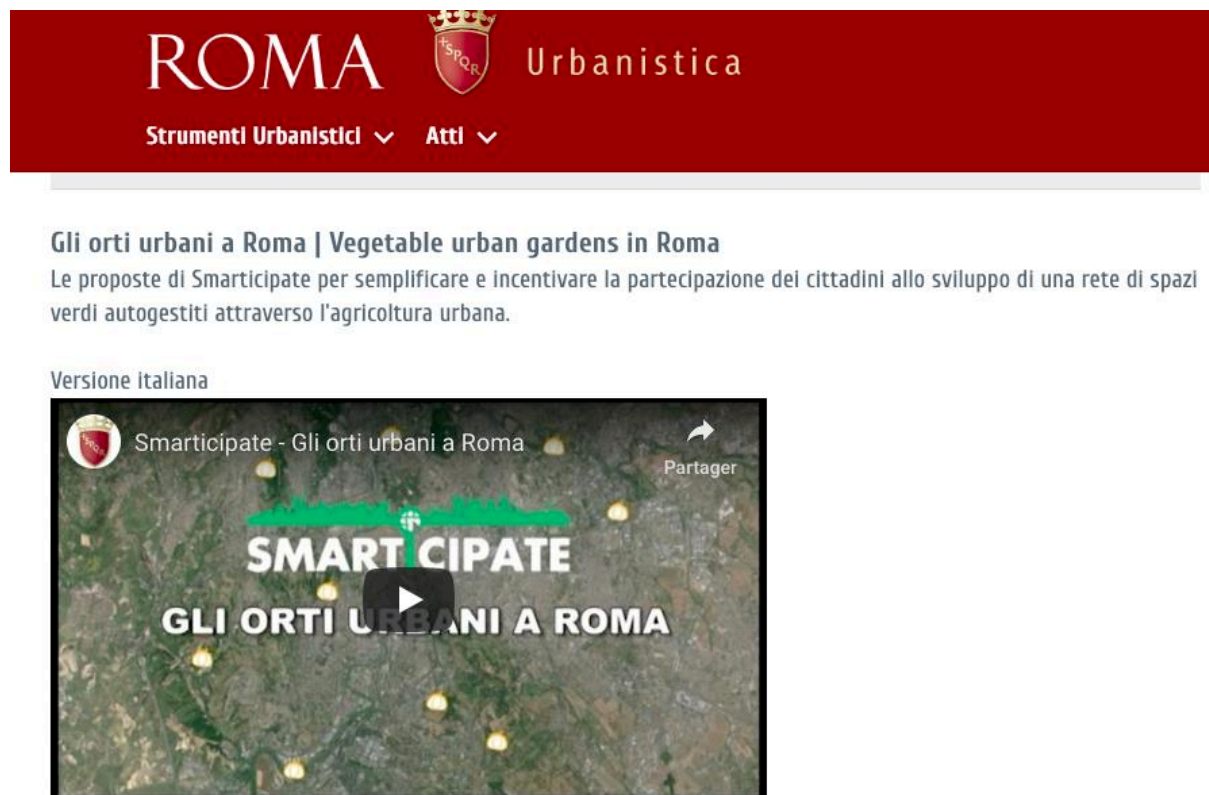 ROMA SPQR Urbanistica
Strumenti Urbanistici Atti
Gli orti urbani a Roma | Vegetable urban gardens in Roma
Le proposte di Smarticipate per semplificare e incentivare la partecipazione dei cittadini allo sviluppo di una rete di spazi
verdi autogestiti attraverso l'agricoltura urbana.
Versione italiana
Smarticipate - Gli orti urbani a Roma
Partager
SMARTICIPATE
GLI ORTI URBANI A ROMA